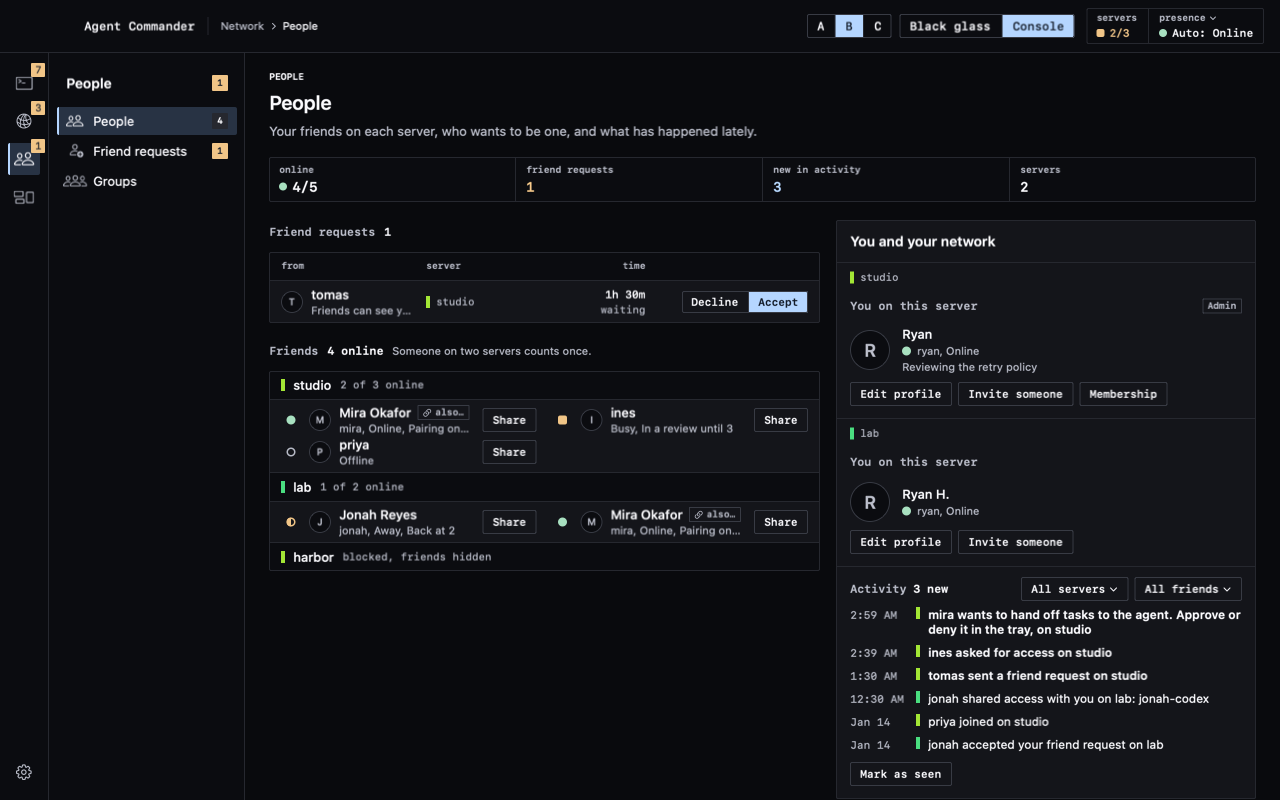 Agent Commander
Network > People
A B C
Black glass Console
servers
2/3
presence
Auto: Online
7
3
1
People 1
People 4
Friend requests 1
Groups
PEOPLE
People
Your friends on each server, who wants to be one, and what has happened lately.
online
4/5
friend requests
1
new in activity
3
servers
2
Friend requests 1
from server time
T
tomas
Friends can see y…
studio
1h 30m
waiting
Decline Accept
Friends 4 online Someone on two servers counts once.
studio 2 of 3 online
M
Mira Okafor also…
mira, Online, Pairing on…
Share
I
ines
Busy, In a review until 3
Share
P
priya
Offline
Share
lab 1 of 2 online
J
Jonah Reyes
jonah, Away, Back at 2
Share
M
Mira Okafor also…
mira, Online, Pairing on…
Share
harbor blocked, friends hidden
You and your network
studio
You on this server Admin
R
Ryan
ryan, Online
Reviewing the retry policy
Edit profile Invite someone Membership
lab
You on this server
R
Ryan H.
ryan, Online
Edit profile Invite someone
Activity 3 new All servers All friends
2:59 AM mira wants to hand off tasks to the agent. Approve or
deny it in the tray, on studio
2:39 AM ines asked for access on studio
1:30 AM tomas sent a friend request on studio
12:30 AM jonah shared access with you on lab: jonah-codex
Jan 14 priya joined on studio
Jan 14 jonah accepted your friend request on lab
Mark as seen